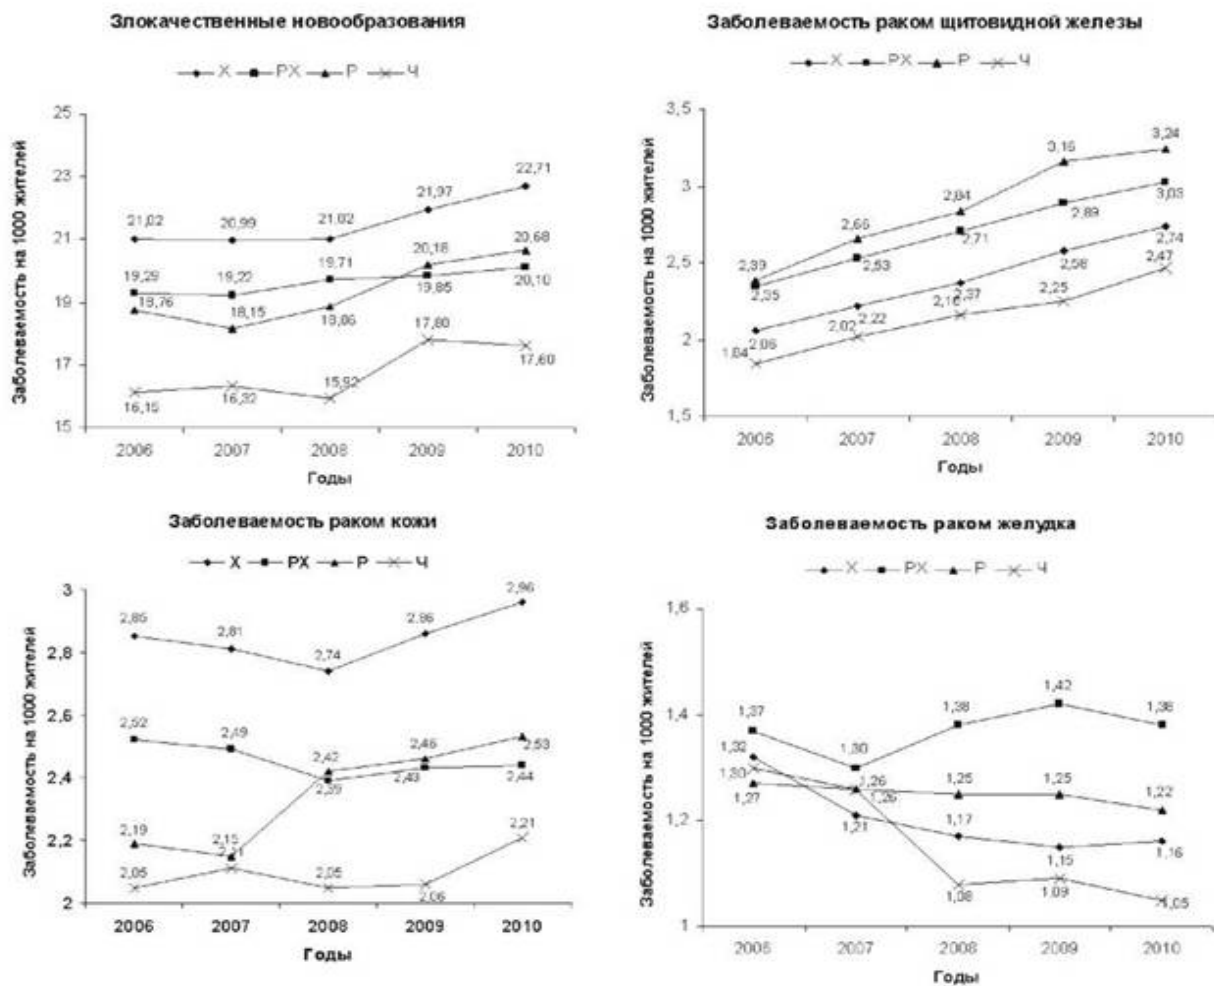 Злокачественные новообразования
Х РХ Р Ч
Заболеваемость на 1000 жителей
25
23
21
19
17
15
21,02 20,99 21,02 21,97 22,71
19,29 19,22 19,71 19,85 20,10
18,76 18,15 18,86 20,18 20,68
16,15 16,32 15,92 17,80 17,60
2006 2007 2008 2009 2010
Годы
Заболеваемость раком щитовидной железы
Х РХ Р Ч
Заболеваемость на 1000 жителей
3,5
3
2,5
2
1,5
2,39 2,66 2,84 3,16 3,24
2,35 2,53 2,71 2,89 3,03
2,06 2,22 2,37 2,58 2,74
1,84 2,02 2,16 2,25 2,47
2006 2007 2008 2009 2010
Годы
Заболеваемость раком кожи
Х РХ Р Ч
Заболеваемость на 1000 жителей
3
2,8
2,6
2,4
2,2
2
2,85 2,81 2,74 2,86 2,96
2,52 2,49 2,39 2,43 2,44
2,19 2,15 2,42 2,46 2,53
2,05 2,11 2,05 2,06 2,21
2006 2007 2008 2009 2010
Годы
Заболеваемость раком желудка
Х РХ Р Ч
Заболеваемость на 1000 жителей
1,6
1,4
1,2
1
1,37 1,30 1,38 1,42 1,38
1,32 1,21 1,17 1,15 1,16
1,30 1,26 1,08 1,09 1,05
1,27 1,26 1,25 1,25 1,22
2006 2007 2008 2009 2010
Годы